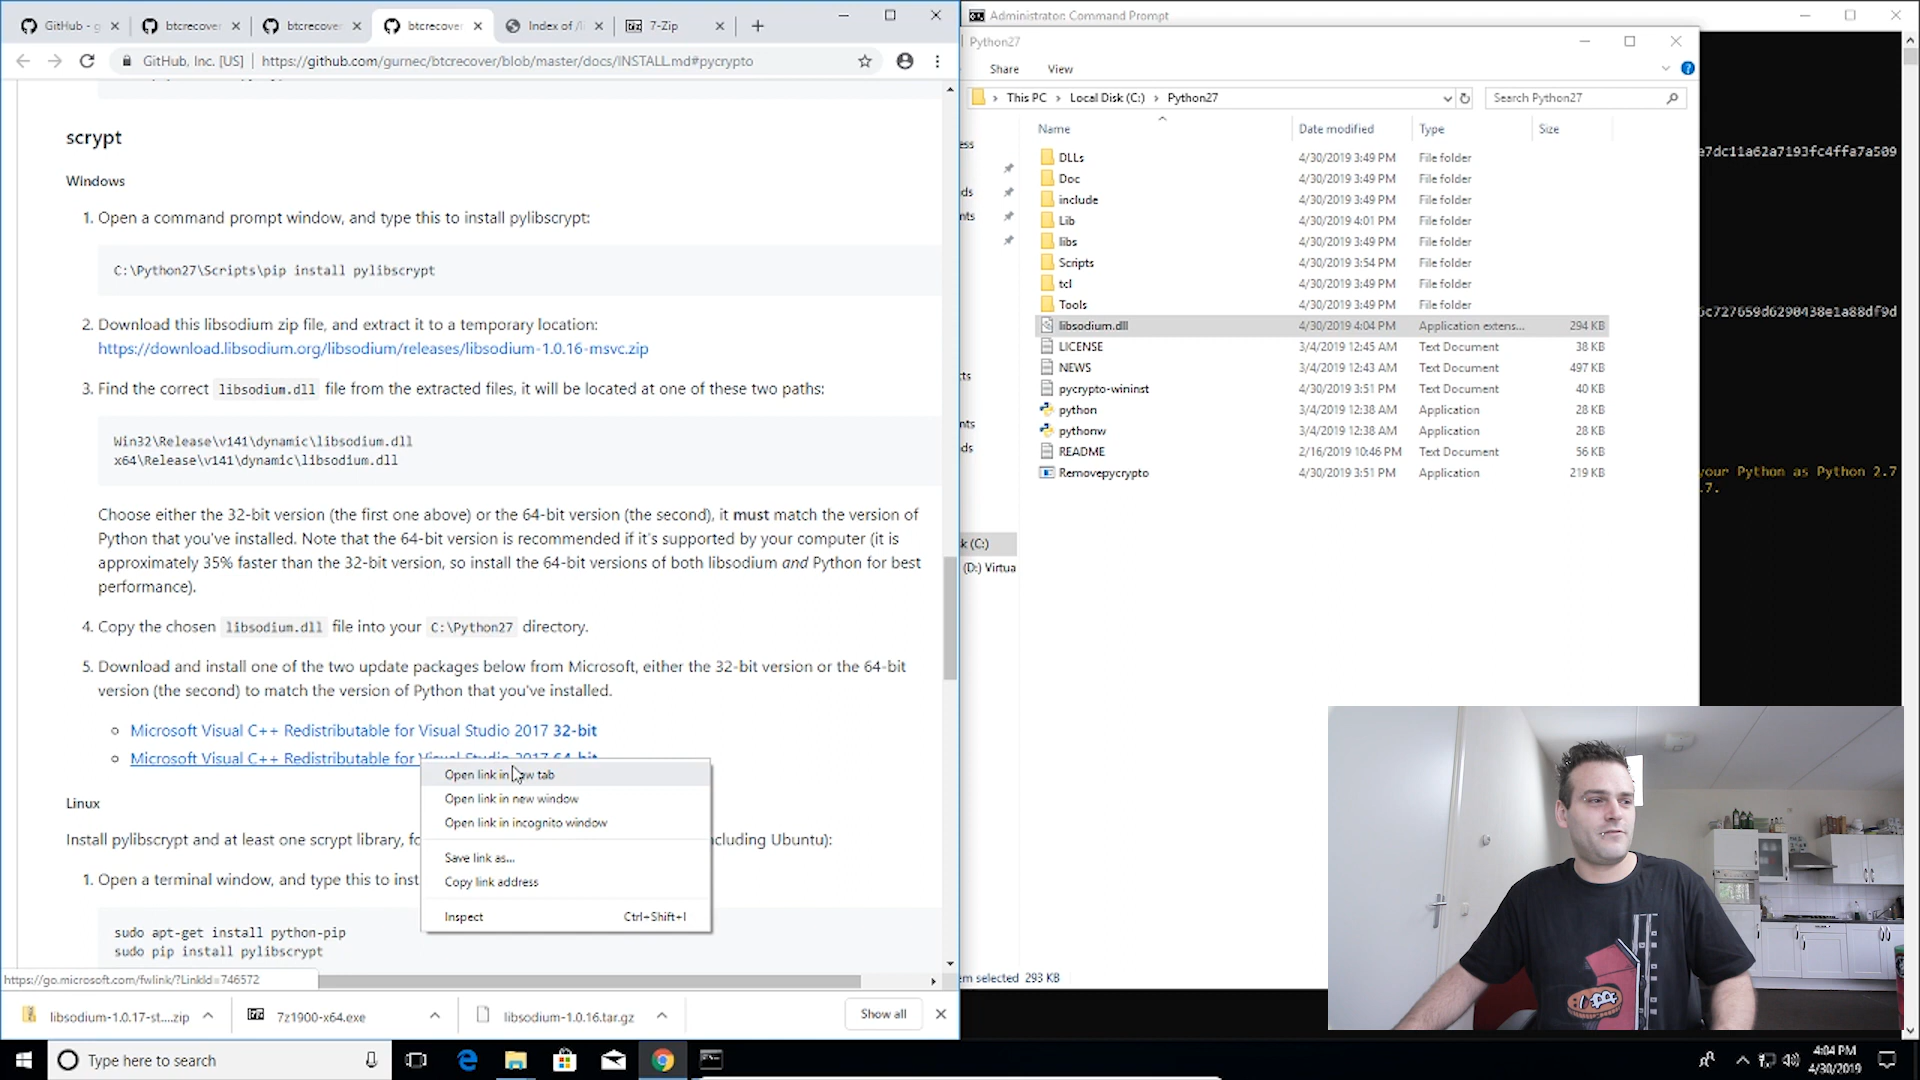 GitHub - g
btcrecover
btcrecover
btcrecover
Index of /li
7-Zip
GitHub, Inc. [US]
https://github.com/gurnec/btcrecover/blob/master/docs/INSTALL.md#pycrypto
scrypt
Windows
1. Open a command prompt window, and type this to install pylibscrypt:
C:\Python27\Scripts\pip install pylibscrypt
2. Download this libsodium zip file, and extract it to a temporary location:
https://download.libsodium.org/libsodium/releases/libsodium-1.0.16-msvc.zip
3. Find the correct libsodium.dll file from the extracted files, it will be located at one of these two paths:
Win32\Release\v141\dynamic\libsodium.dll
x64\Release\v141\dynamic\libsodium.dll
Choose either the 32-bit version (the first one above) or the 64-bit version (the second), it must match the version of
Python that you've installed. Note that the 64-bit version is recommended if it's supported by your computer (it is
approximately 35% faster than the 32-bit version, so install the 64-bit versions of both libsodium and Python for best
performance).
4. Copy the chosen libsodium.dll file into your C:\Python27 directory.
5. Download and install one of the two update packages below from Microsoft, either the 32-bit version or the 64-bit
version (the second) to match the version of Python that you've installed.
Microsoft Visual C++ Redistributable for Visual Studio 2017 32-bit
Microsoft Visual C++ Redistributable for Visual Studio 2017 64-bit
Open link in new tab
Open link in new window
Open link in incognito window
Save link as...
Copy link address
Inspect Ctrl+Shift+I
Linux
Install pylibscrypt and at least one scrypt library, fo
ncluding Ubuntu):
1. Open a terminal window, and type this to inst
sudo apt-get install python-pip
sudo pip install pylibscrypt
https://go.microsoft.com/fwlink/?LinkId=746572
libsodium-1.0.17-st....zip
7z1900-x64.exe
libsodium-1.0.16.tar.gz
Show all
Administrator: Command Prompt
Python27
Share View
This PC > Local Disk (C:) > Python27
Search Python27
Name Date modified Type Size
DLLs 4/30/2019 3:49 PM File folder
Doc 4/30/2019 3:49 PM File folder
include 4/30/2019 3:49 PM File folder
Lib 4/30/2019 4:01 PM File folder
libs 4/30/2019 3:49 PM File folder
Scripts 4/30/2019 3:54 PM File folder
tcl 4/30/2019 3:49 PM File folder
Tools 4/30/2019 3:49 PM File folder
libsodium.dll 4/30/2019 4:04 PM Application extens... 294 KB
LICENSE 3/4/2019 12:45 AM Text Document 38 KB
NEWS 3/4/2019 12:43 AM Text Document 497 KB
pycrypto-wininst 4/30/2019 3:51 PM Text Document 40 KB
python 3/4/2019 12:38 AM Application 28 KB
pythonw 3/4/2019 12:38 AM Application 28 KB
README 2/16/2019 10:46 PM Text Document 56 KB
Removepycrypto 4/30/2019 3:51 PM Application 219 KB
ess
ds
nts
ts
nts
ds
k (C:)
(D:) Virtua
em selected 293 KB
e7dc11a62a7193fc4ffa7a509
6c727659d6290438e1a88df9d
your Python as Python 2.7
7.
Type here to search
4:04 PM
4/30/2019